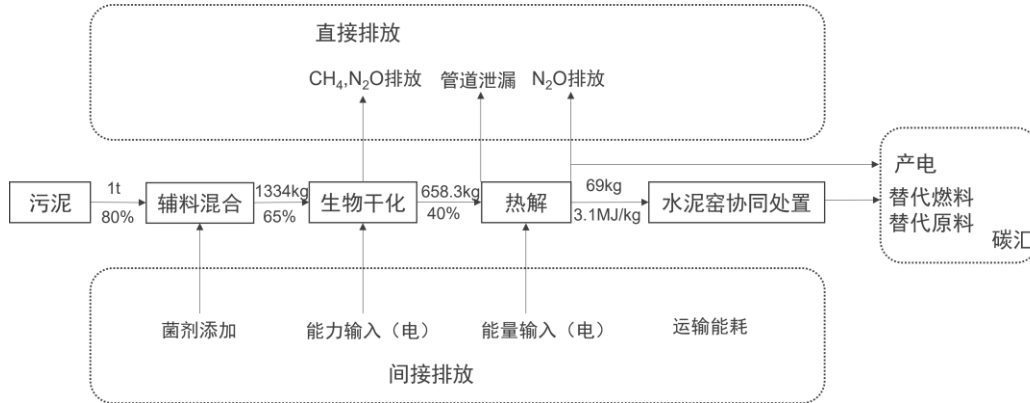 直接排放
CH₄,N₂O排放 管道泄漏 N₂O排放
产电
替代燃料
替代原料
碳汇
污泥
1t
80%
辅料混合
1334kg
65%
生物干化
658.3kg
40%
热解
69kg
3.1MJ/kg
水泥窑协同处置
菌剂添加 能力输入（电） 能量输入（电） 运输能耗
间接排放